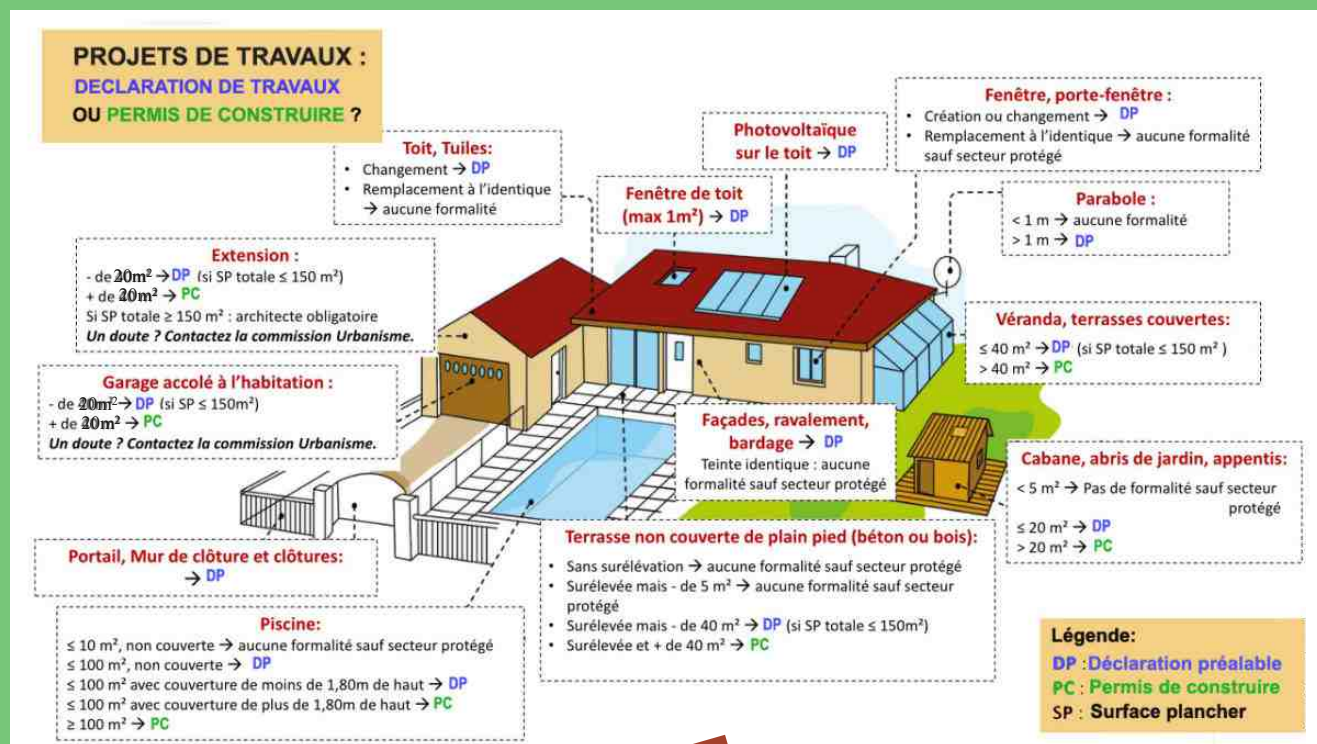 PROJETS DE TRAVAUX :
DECLARATION DE TRAVAUX
OU PERMIS DE CONSTRUIRE ?
Toit, Tuiles:
• Changement → DP
• Remplacement à l'identique
→ aucune formalité
Fenêtre de toit
(max 1m²) → DP
Photovoltaïque
sur le toit → DP
Fenêtre, porte-fenêtre :
• Création ou changement → DP
• Remplacement à l'identique → aucune formalité
sauf secteur protégé
Parabole :
< 1 m → aucune formalité
> 1 m → DP
Extension :
- de 20m² → DP (si SP totale ≤ 150 m²)
+ de 20m² → PC
Si SP totale ≥ 150 m² : architecte obligatoire
Un doute ? Contactez la commission Urbanisme.
Véranda, terrasses couvertes:
≤ 40 m² → DP (si SP totale ≤ 150 m² )
> 40 m² → PC
Garage accolé à l'habitation :
- de 20m² → DP (si SP ≤ 150m²)
+ de 20m² → PC
Un doute ? Contactez la commission Urbanisme.
Façades, ravalement,
bardage → DP
Teinte identique : aucune
formalité sauf secteur protégé
Cabane, abris de jardin, appentis:
< 5 m² → Pas de formalité sauf secteur
protégé
≤ 20 m² → DP
> 20 m² → PC
Portail, Mur de clôture et clôtures:
→ DP
Terrasse non couverte de plain pied (béton ou bois):
• Sans surélévation → aucune formalité sauf secteur protégé
• Surélevée mais - de 5 m² → aucune formalité sauf secteur
protégé
• Surélevée mais - de 40 m² → DP (si SP totale ≤ 150m²)
• Surélevée et + de 40 m² → PC
Piscine:
≤ 10 m², non couverte → aucune formalité sauf secteur protégé
≤ 100 m², non couverte → DP
≤ 100 m² avec couverture de moins de 1,80m de haut → DP
≤ 100 m² avec couverture de plus de 1,80m de haut → PC
≥ 100 m² → PC
Légende:
DP : Déclaration préalable
PC : Permis de construire
SP : Surface plancher